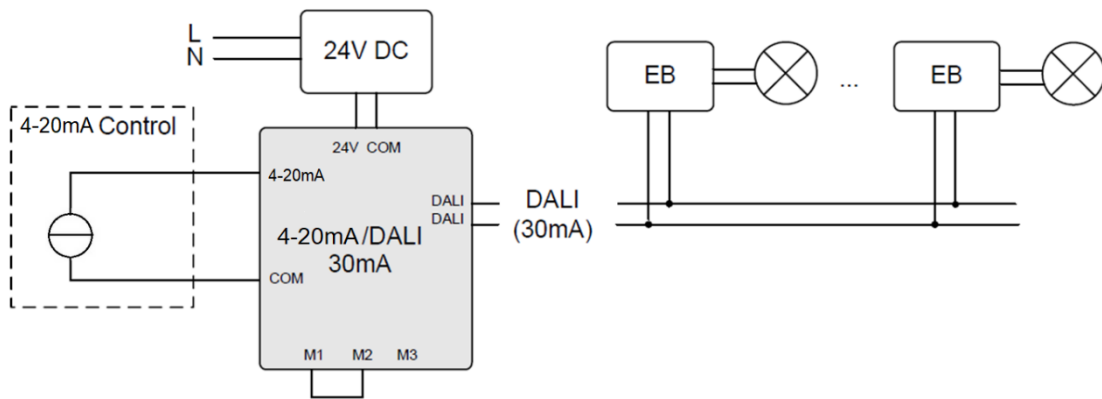 L
N
24V DC
EB
...
EB
4-20mA Control
24V COM
4-20mA
DALI
DALI
DALI
(30mA)
4-20mA/DALI
30mA
COM
M1 M2 M3